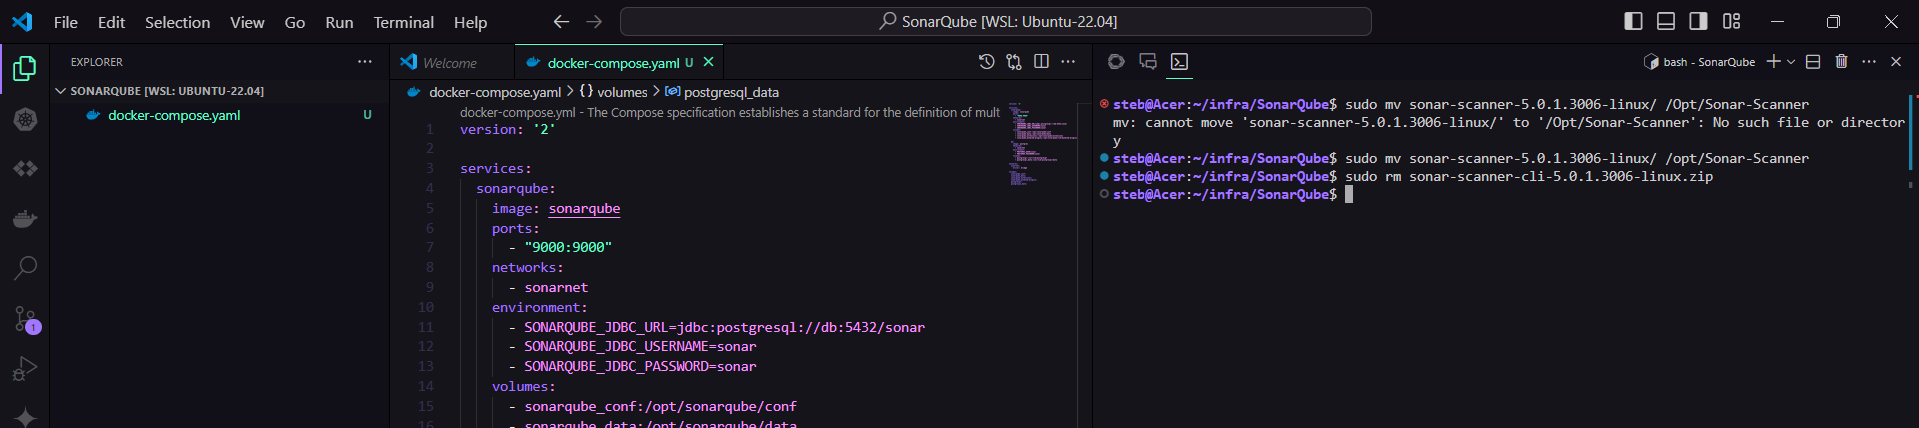 File Edit Selection View Go Run Terminal Help
SonarQube [WSL: Ubuntu-22.04]
EXPLORER
SONARQUBE [WSL: UBUNTU-22.04]
docker-compose.yaml U
1
Welcome
docker-compose.yaml U
docker-compose.yaml > {} volumes > postgresql_data
docker-compose.yml - The Compose specification establishes a standard for the definition of mult
1 version: '2'
2
3 services:
4 sonarqube:
5 image: sonarqube
6 ports:
7 - "9000:9000"
8 networks:
9 - sonarnet
10 environment:
11 - SONARQUBE_JDBC_URL=jdbc:postgresql://db:5432/sonar
12 - SONARQUBE_JDBC_USERNAME=sonar
13 - SONARQUBE_JDBC_PASSWORD=sonar
14 volumes:
15 - sonarqube_conf:/opt/sonarqube/conf
16 - sonarqube_data:/opt/sonarqube/data
bash - SonarQube
steb@Acer:~/infra/SonarQube$ sudo mv sonar-scanner-5.0.1.3006-linux/ /Opt/Sonar-Scanner
mv: cannot move 'sonar-scanner-5.0.1.3006-linux/' to '/Opt/Sonar-Scanner': No such file or director
y
steb@Acer:~/infra/SonarQube$ sudo mv sonar-scanner-5.0.1.3006-linux/ /opt/Sonar-Scanner
steb@Acer:~/infra/SonarQube$ sudo rm sonar-scanner-cli-5.0.1.3006-linux.zip
steb@Acer:~/infra/SonarQube$